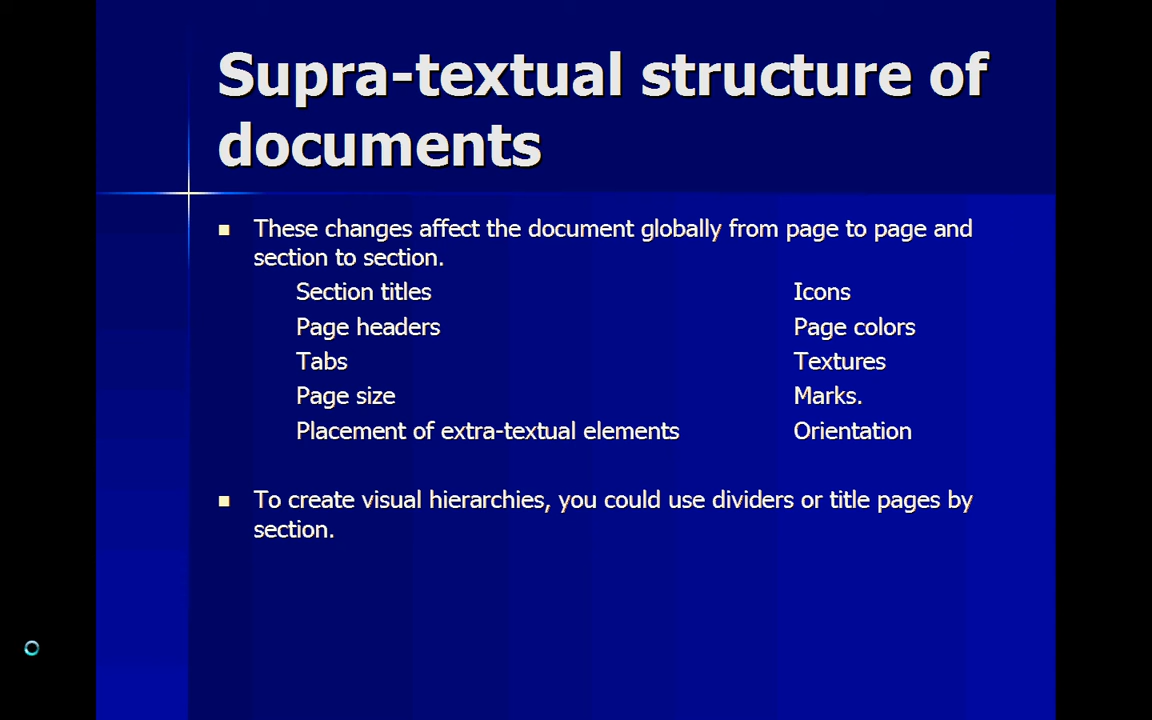 Supra-textual structure of
documents
These changes affect the document globally from page to page and
section to section.
Section titles Icons
Page headers Page colors
Tabs Textures
Page size Marks.
Placement of extra-textual elements Orientation
To create visual hierarchies, you could use dividers or title pages by
section.